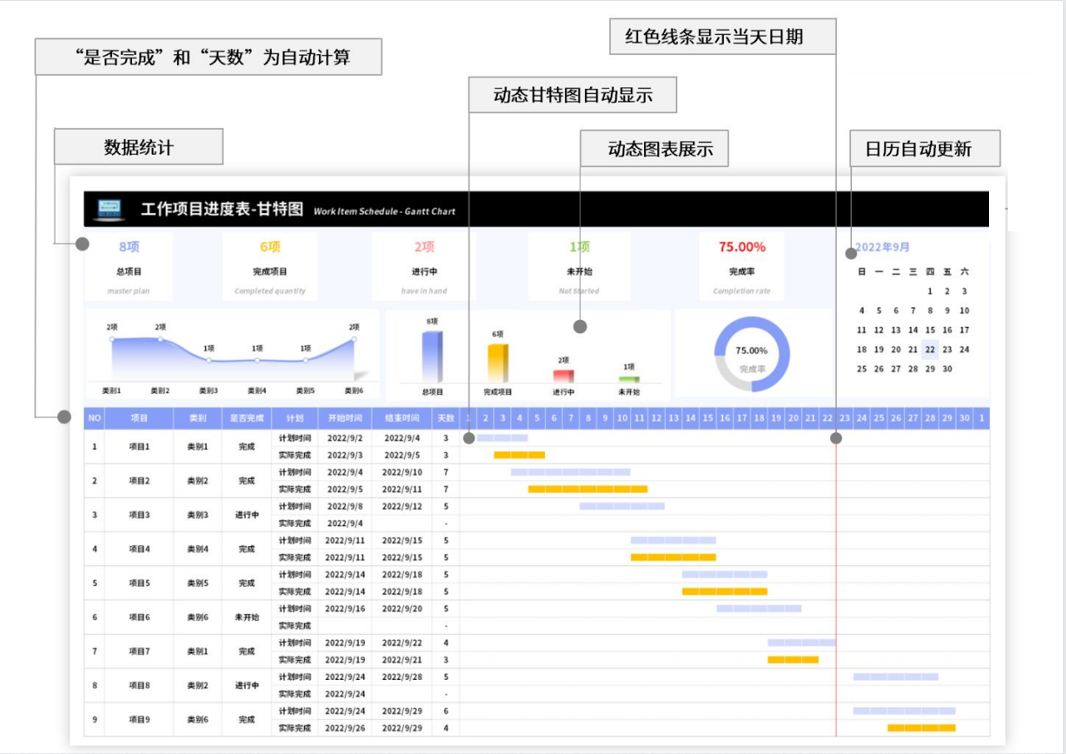 红色线条显示当天日期
“是否完成”和“天数”为自动计算
动态甘特图自动显示
数据统计
动态图表展示
日历自动更新
工作项目进度表-甘特图 Work Item Schedule - Gantt Chart
8项 6项 2项 1项 75.00% 2022年9月
总项目 完成项目 进行中 未开始 完成率
master plan Completed quantity have in hand Not Started Completion rate
日 一 二 三 四 五 六
1 2 3
4 5 6 7 8 9 10
11 12 13 14 15 16 17
18 19 20 21 22 23 24
25 26 27 28 29 30
2项 2项 1项 1项 1项 2项
类别1 类别2 类别3 类别4 类别5 类别6
8项 6项 2项 1项
总项目 完成项目 进行中 未开始
75.00%
完成率
NO 项目 类别 是否完成 计划 开始时间 结束时间 天数 1 2 3 4 5 6 7 8 9 10 11 12 13 14 15 16 17 18 19 20 21 22 23 24 25 26 27 28 29 30 1
1 项目1 类别1 完成 计划时间 2022/9/2 2022/9/4 3
实际完成 2022/9/3 2022/9/5 3
2 项目2 类别2 完成 计划时间 2022/9/4 2022/9/10 7
实际完成 2022/9/5 2022/9/11 7
3 项目3 类别3 进行中 计划时间 2022/9/8 2022/9/12 5
实际完成 2022/9/4 -
4 项目4 类别4 完成 计划时间 2022/9/11 2022/9/15 5
实际完成 2022/9/11 2022/9/15 5
5 项目5 类别5 完成 计划时间 2022/9/14 2022/9/18 5
实际完成 2022/9/14 2022/9/18 5
6 项目6 类别6 未开始 计划时间 2022/9/16 2022/9/20 5
实际完成 -
7 项目7 类别1 完成 计划时间 2022/9/19 2022/9/22 4
实际完成 2022/9/19 2022/9/21 3
8 项目8 类别2 进行中 计划时间 2022/9/24 2022/9/28 5
实际完成 2022/9/24 -
9 项目9 类别6 完成 计划时间 2022/9/24 2022/9/29 6
实际完成 2022/9/26 2022/9/29 4